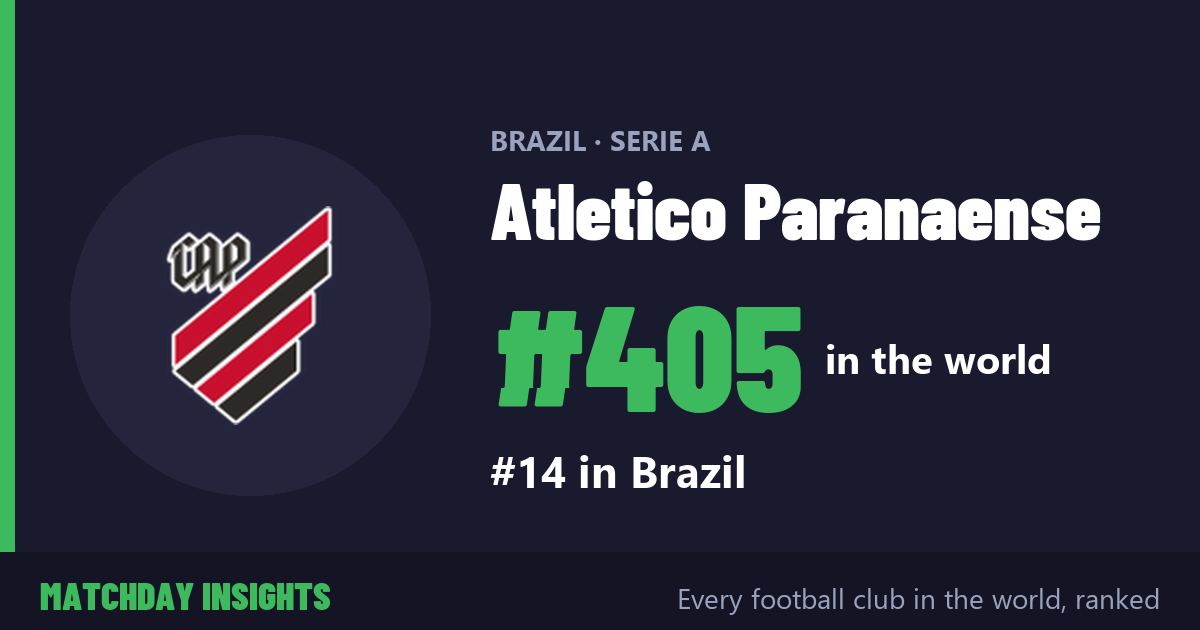 BRAZIL · SERIE A
Atletico Paranaense
CAP
#405 in the world
#14 in Brazil
MATCHDAY INSIGHTS
Every football club in the world, ranked